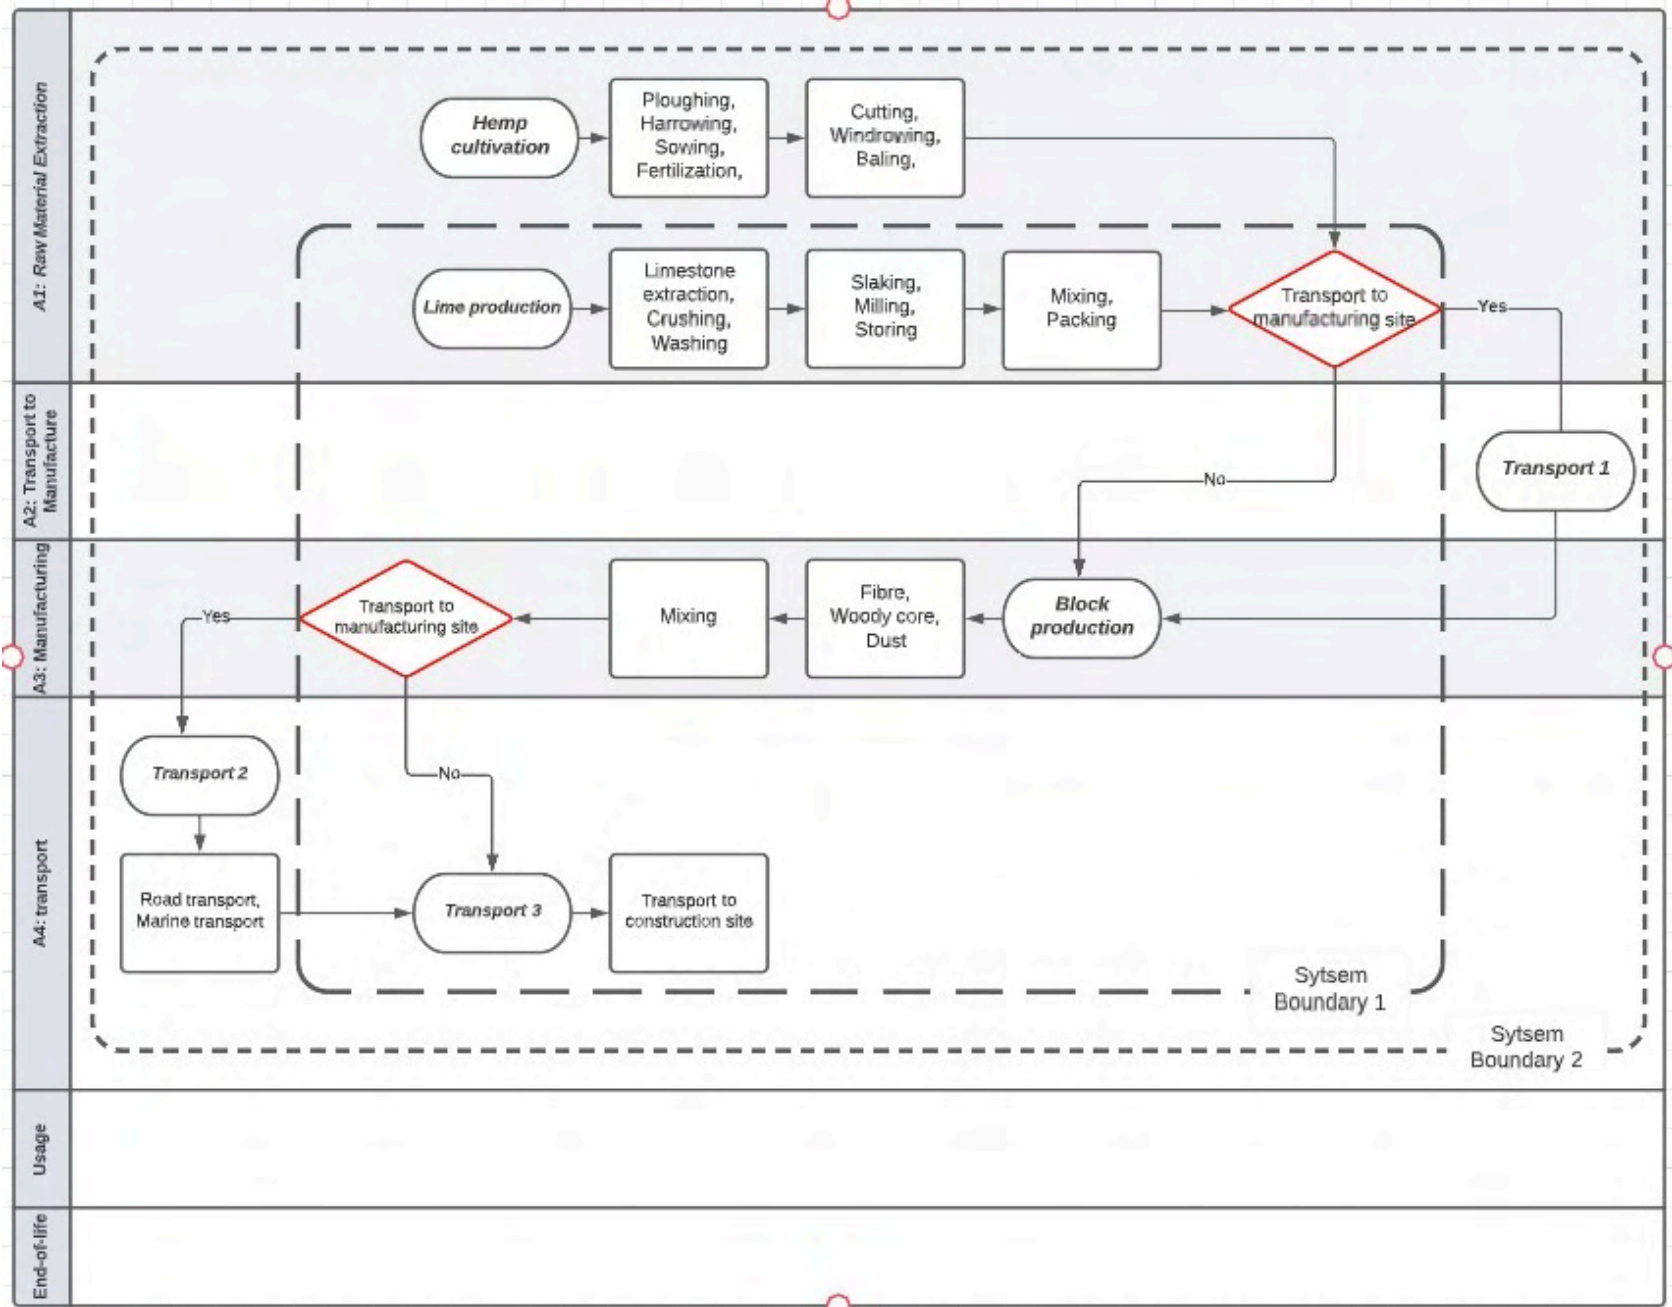 A1: Raw Material Extraction
Hemp
cultivation
Ploughing,
Harrowing,
Sowing,
Fertilization,
Cutting,
Windrowing,
Baling,
Lime production
Limestone
extraction,
Crushing,
Washing
Slaking,
Milling,
Storing
Mixing,
Packing
Transport to
manufacturing site
Yes
A2: Transport to
Manufacture
Transport 1
No
A3: Manufacturing
Yes
Transport to
manufacturing site
Mixing
Fibre,
Woody core,
Dust
Block
production
A4: transport
Transport 2
No
Road transport,
Marine transport
Transport 3
Transport to
construction site
Sytsem
Boundary 1
Sytsem
Boundary 2
Usage
End-of-life